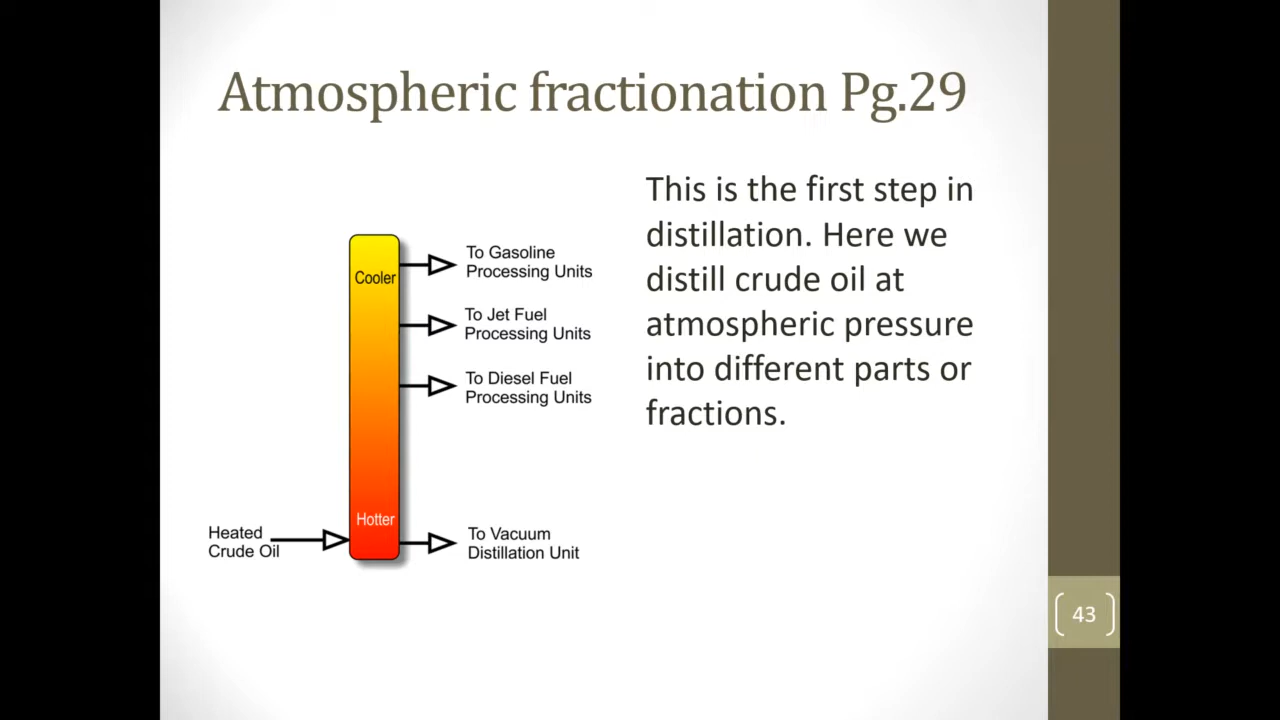 Atmospheric fractionation Pg.29
This is the first step in
distillation. Here we
distill crude oil at
atmospheric pressure
into different parts or
fractions.
Cooler
To Gasoline
Processing Units
To Jet Fuel
Processing Units
To Diesel Fuel
Processing Units
Hotter
Heated
Crude Oil
To Vacuum
Distillation Unit
43